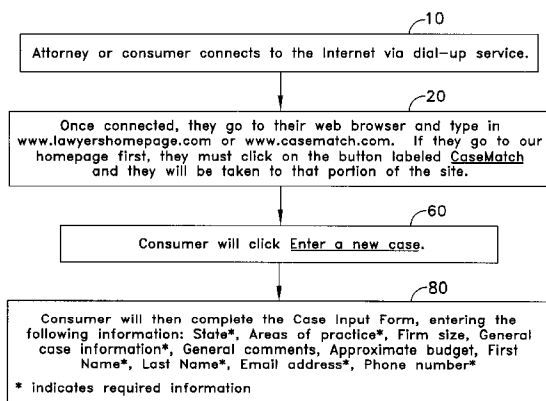 10
Attorney or consumer connects to the Internet via dial-up service.
20
Once connected, they go to their web browser and type in
www.lawyershomepage.com or www.casematch.com. If they go to our
homepage first, they must click on the button labeled CaseMatch
and they will be taken to that portion of the site.
60
Consumer will click Enter a new case.
80
Consumer will then complete the Case Input Form, entering the
following information: State*, Areas of practice*, Firm size, General
case information*, General comments, Approximate budget, First
Name*, Last Name*, Email address*, Phone number*
* indicates required information